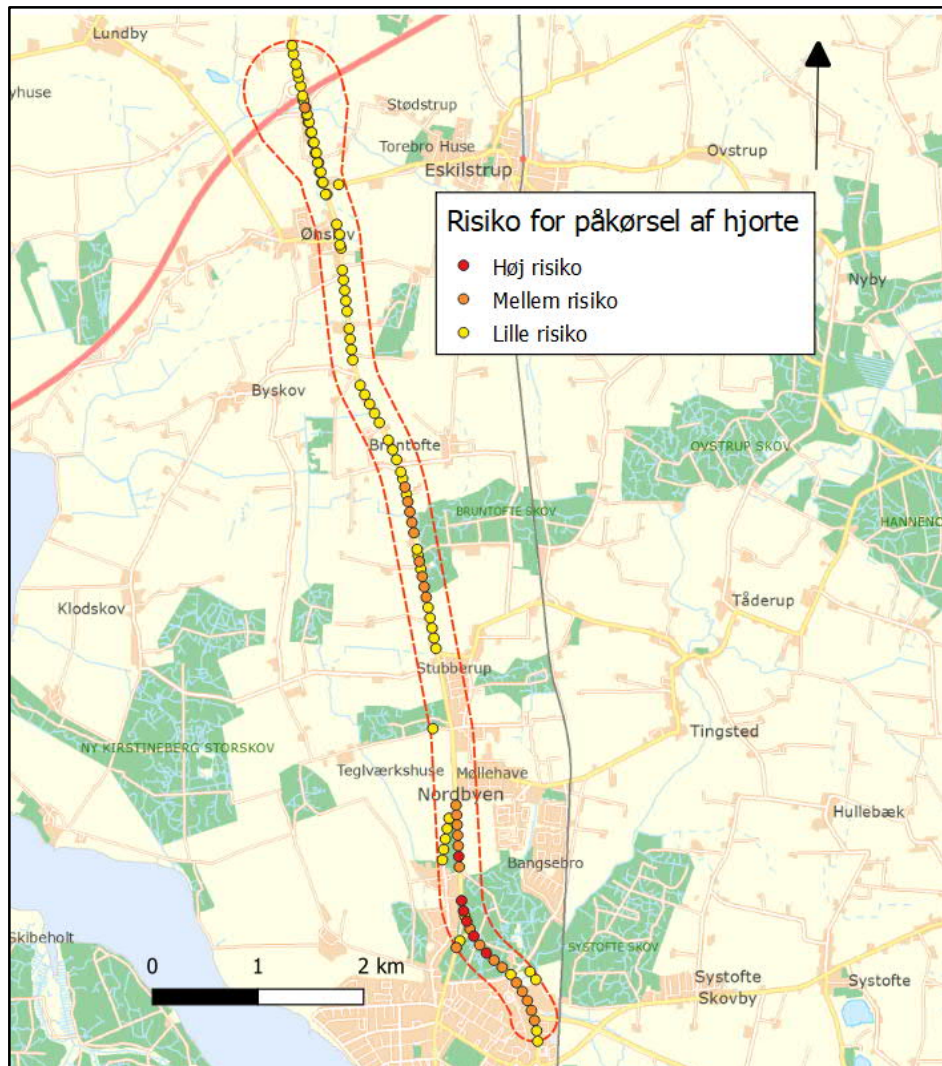 Lundby
yhuse
Stødstrup
Torebro Huse
Eskilstrup
Ovstrup
Risiko for påkørsel af hjorte
Høj risiko
Mellem risiko
Lille risiko
Nyby
Byskov
Bruntofte
OVSTRUP SKOV
BRUNTOFTE SKOV
HANNENO
Klodskov
Tåderup
Stubberup
Tingsted
NY KIRSTINEBERG STORSKOV
Teglværkshuse
Møllehave
Nordbyen
Hullebæk
Bangsebro
Skibeholt
SYSTOFTE SKOV
0 1 2 km
Systofte
Skovby
Systofte